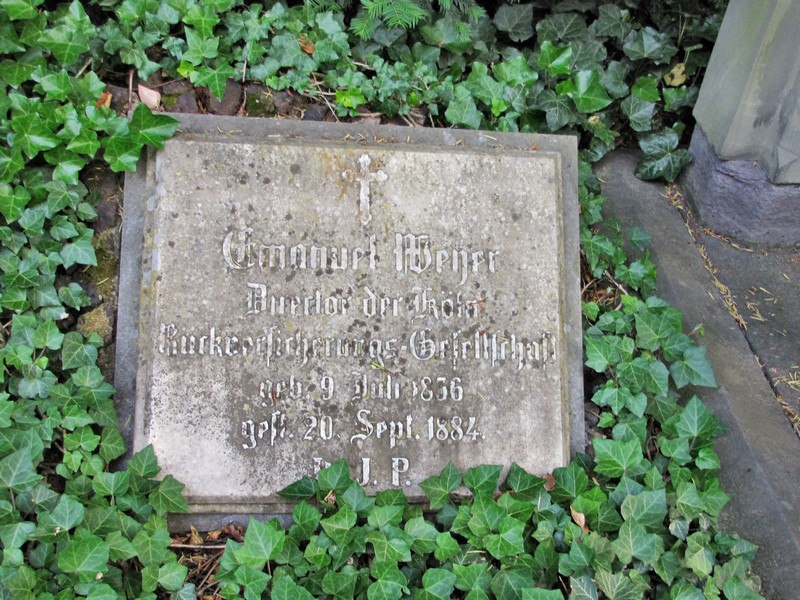 Emanuel Weyer
Director der Köln
Rückversicherungs-Gesellschaft
geb. 9. Juli 1836
gest. 20. Sept. 1884.
R. J. P.